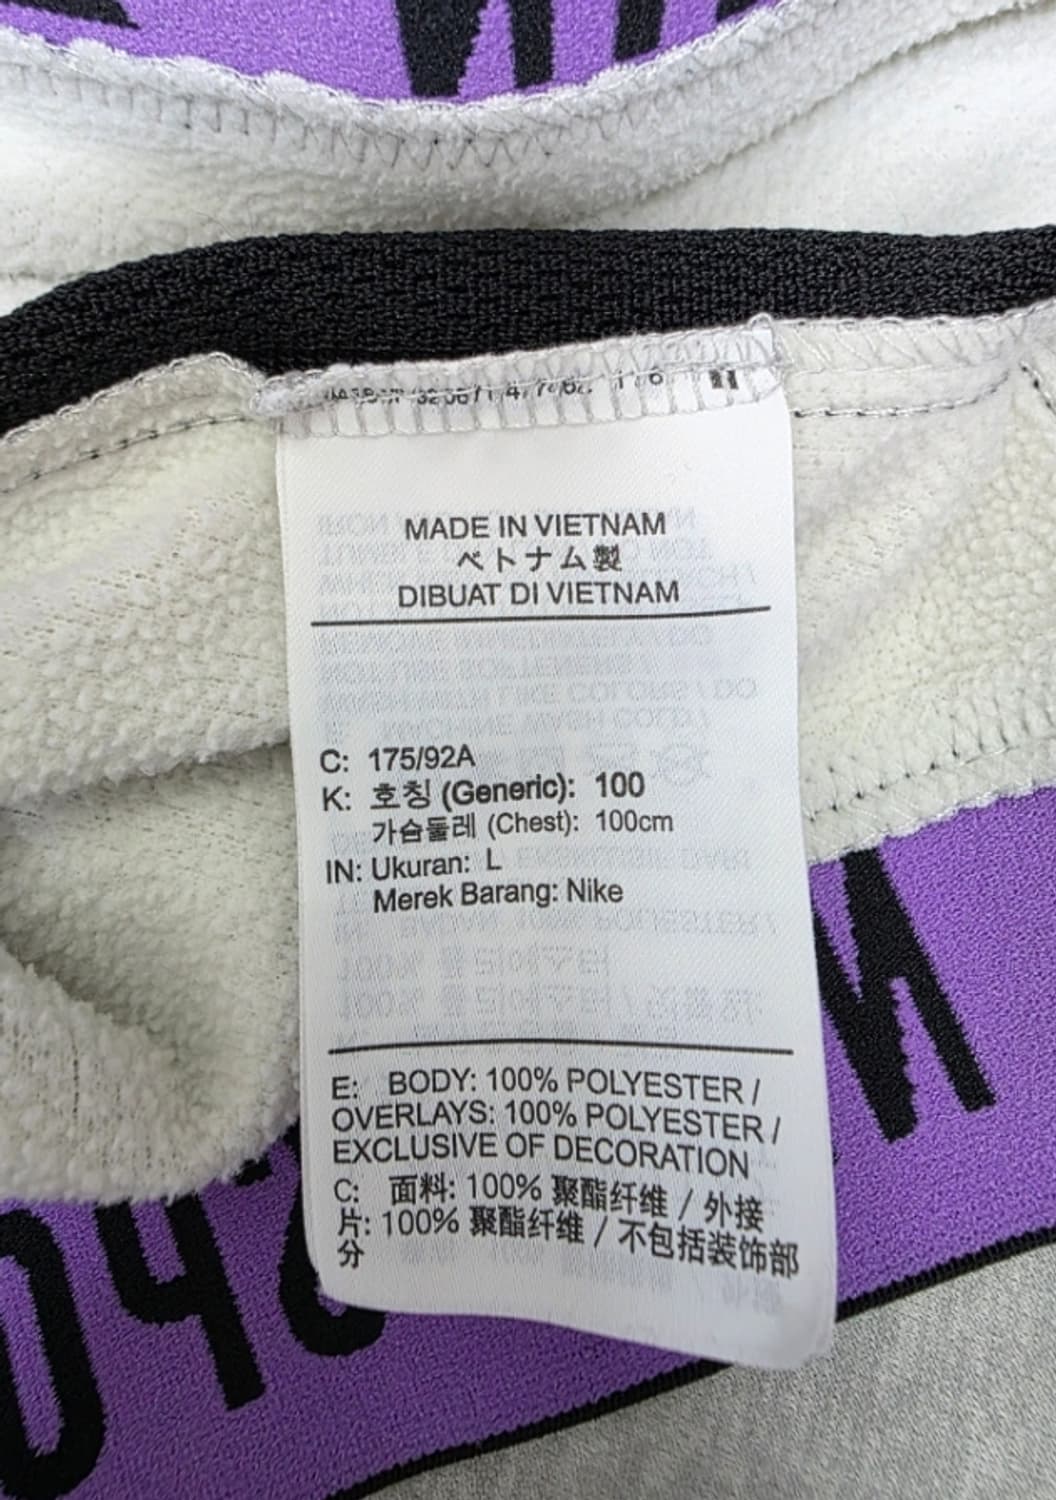 MADE IN VIETNAM
ベトナム製
DIBUAT DI VIETNAM
C: 175/92A
K: 호칭 (Generic): 100
가슴둘레 (Chest): 100cm
IN: Ukuran: L
Merek Barang: Nike
E: BODY: 100% POLYESTER /
OVERLAYS: 100% POLYESTER /
EXCLUSIVE OF DECORATION
C: 面料: 100% 聚酯纤维 / 外接
片: 100% 聚酯纤维 / 不包括装饰部
分